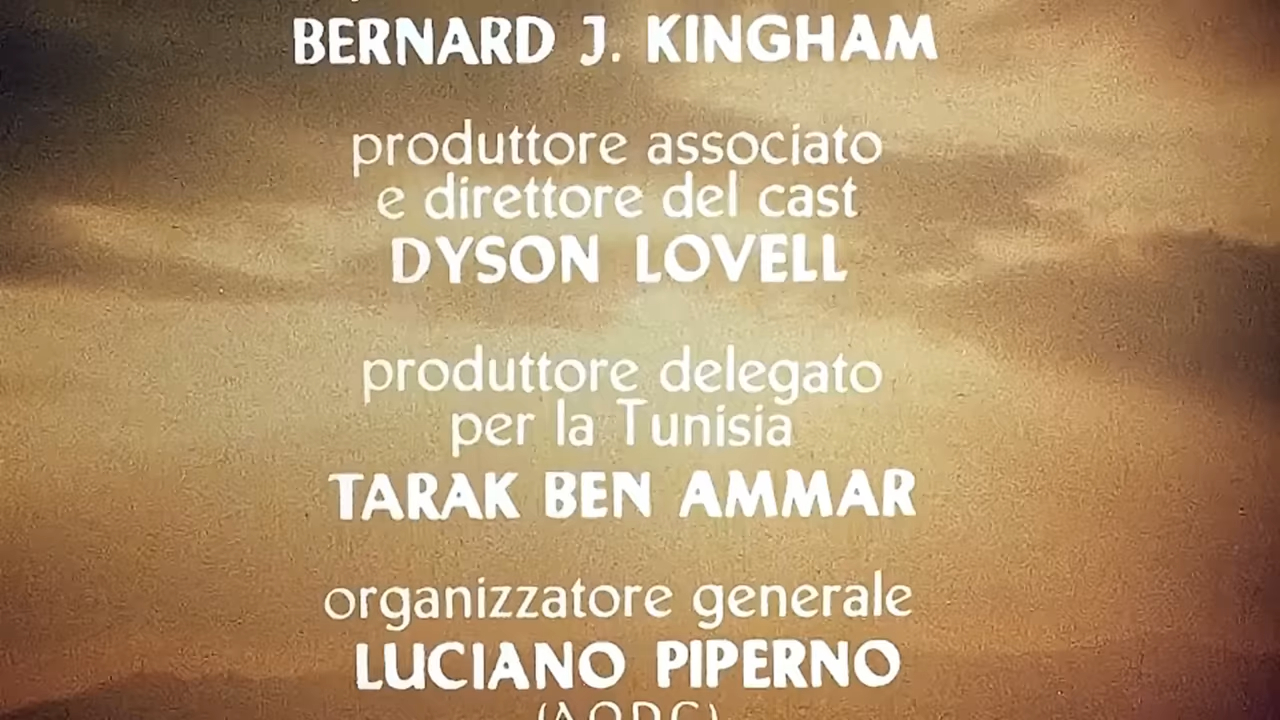 BERNARD J. KINGHAM
produttore associato
e direttore del cast
DYSON LOVELL
produttore delegato
per la Tunisia
TARAK BEN AMMAR
organizzatore generale
LUCIANO PIPERNO